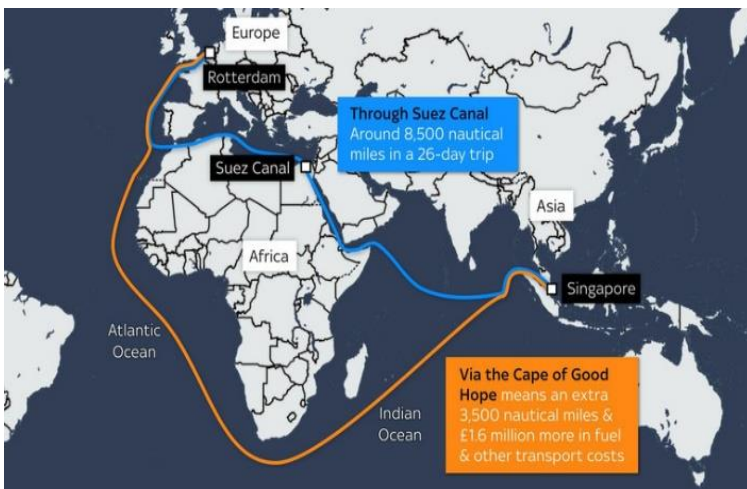 Europe
Rotterdam
Through Suez Canal
Around 8,500 nautical
miles in a 26-day trip
Suez Canal
Asia
Africa
Singapore
Atlantic
Ocean
Via the Cape of Good
Hope means an extra
3,500 nautical miles &
£1.6 million more in fuel
& other transport costs
Indian
Ocean